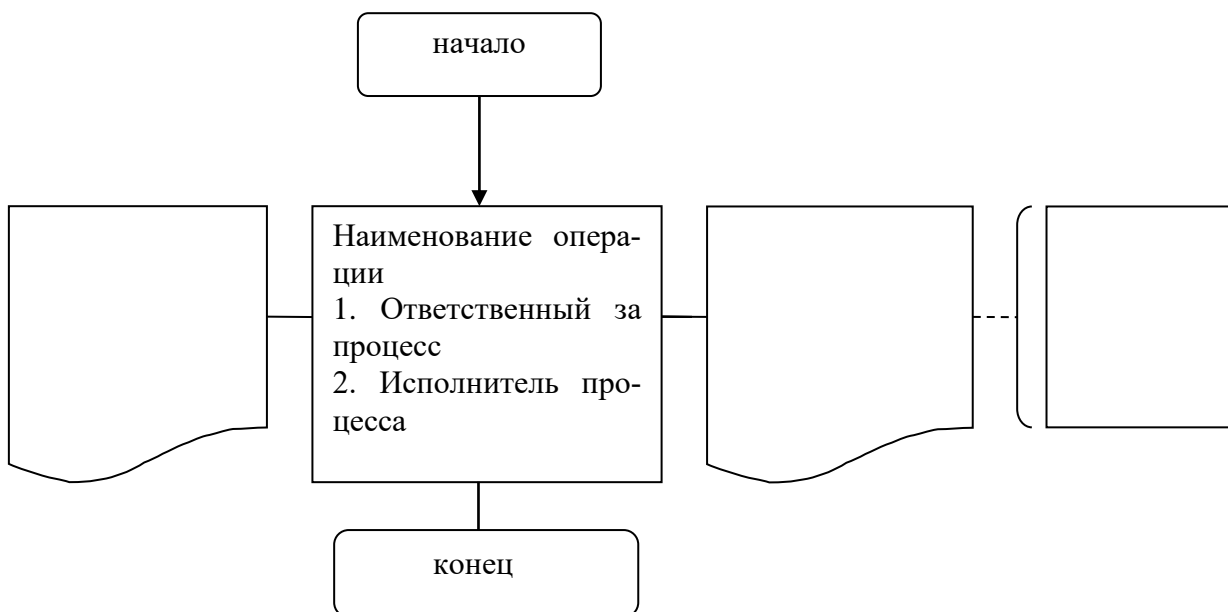 начало
Наименование опера-
ции
1. Ответственный за
процесс
2. Исполнитель про-
цесса
конец